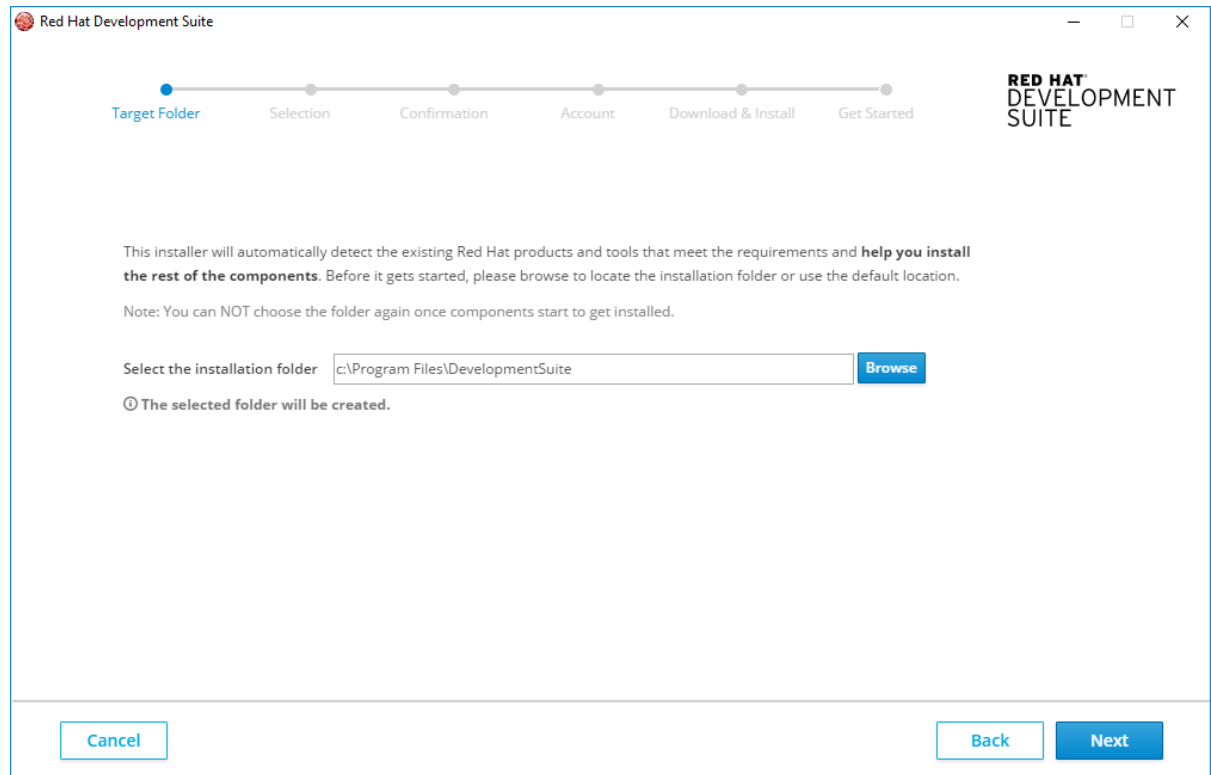 Red Hat Development Suite
RED HAT
DEVELOPMENT
SUITE
Target Folder Selection Confirmation Account Download & Install Get Started
This installer will automatically detect the existing Red Hat products and tools that meet the requirements and help you install
the rest of the components. Before it gets started, please browse to locate the installation folder or use the default location.
Note: You can NOT choose the folder again once components start to get installed.
Select the installation folder c:\Program Files\DevelopmentSuite Browse
The selected folder will be created.
Cancel Back Next